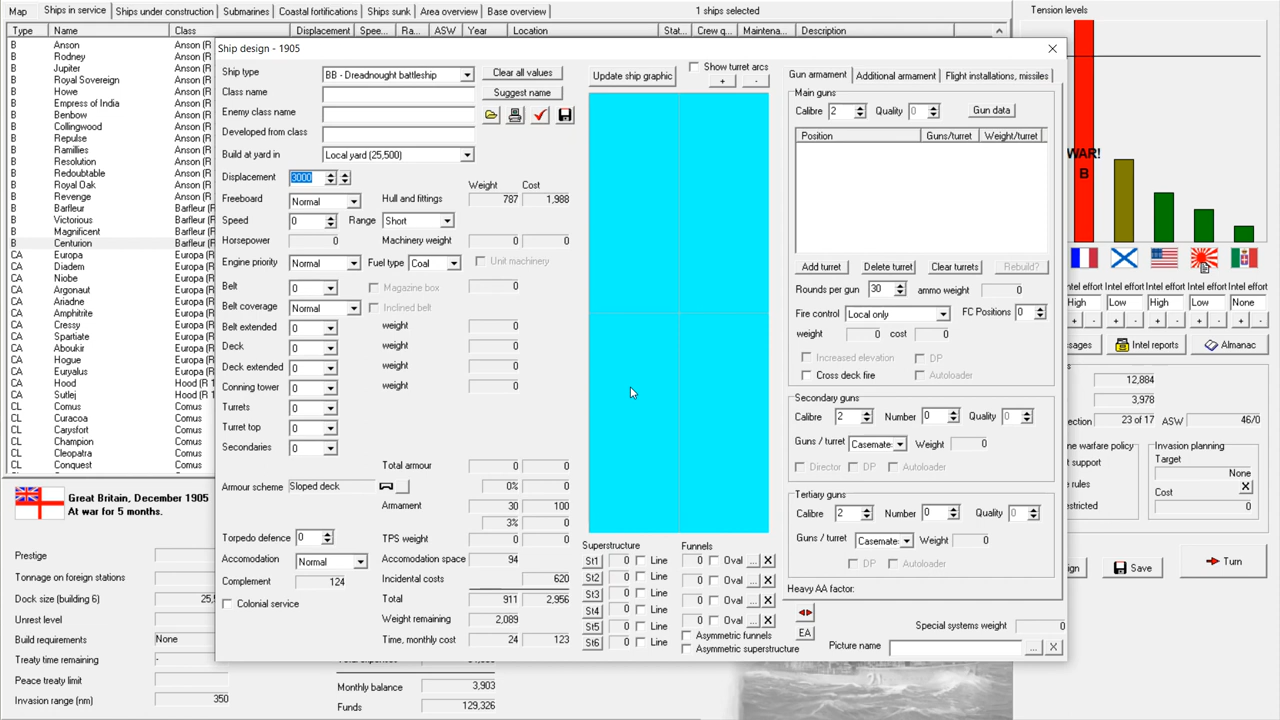 Map Ships in service Ships under construction Submarines Coastal fortifications Ships sunk Area overview Base overview 1 ships selected Tension levels
Type Name Class Displacement Spee... Ra... ASW Year Location Stat... Crew q... Maintena... Description
B Anson Anson (R
B Rodney Anson (R
B Jupiter Anson (R
B Royal Sovereign Anson (R
B Howe Anson (R
B Empress of India Anson (R
B Benbow Anson (R
B Collingwood Anson (R
B Repulse Anson (R
B Ramillies Anson (R
B Resolution Anson (R
B Redoutable Anson (R
B Royal Oak Anson (R
B Revenge Anson (R
B Barfleur Barfleur (R
B Victorious Barfleur (R
B Magnificent Barfleur (R
B Centurion Barfleur (R
CA Europa Europa (R
CA Diadem Europa (R
CA Niobe Europa (R
CA Argonaut Europa (R
CA Ariadne Europa (R
CA Amphitrite Europa (R
CA Cressy Europa (R
CA Spartiate Europa (R
CA Aboukir Europa (R
CA Hogue Europa (R
CA Euryalus Europa (R
CA Hood Hood (R 1
CA Sutlej Hood (R 1
CL Comus Comus
CL Curacoa Comus
CL Carysfort Comus
CL Champion Comus
CL Cleopatra Comus
CL Conquest Comus
Great Britain, December 1905
At war for 5 months.
Prestige
Tonnage on foreign stations
Dock size (building 6) 25,5
Unrest level
Build requirements None
Treaty time remaining -
Peace treaty limit
Invasion range (nm) 350
Monthly balance 3,903
Funds 129,326
Ship design - 1905
Ship type BB - Dreadnought battleship Clear all values
Class name Suggest name
Enemy class name
Developed from class
Build at yard in Local yard (25,500)
Displacement 3000 Weight Cost
Freeboard Normal Hull and fittings 787 1,988
Speed 0 Range Short
Horsepower 0 Machinery weight 0 0
Engine priority Normal Fuel type Coal Unit machinery
Belt 0 Magazine box 0 0
Belt coverage Normal Inclined belt
Belt extended 0 weight 0
Deck 0 weight 0
Deck extended 0 weight 0
Conning tower 0 weight 0
Turrets 0
Turret top 0
Secondaries 0
Total armour 0 0
Armour scheme Sloped deck 0% 0
Armament 30 100
3% 0
Torpedo defence 0 TPS weight 0 0
Accomodation Normal Accomodation space 94
Complement 124 Incidental costs 620
Colonial service Total 911 2,956
Weight remaining 2,089
Time, monthly cost 24 123
Update ship graphic Show turret arcs
+ -
Superstructure Funnels
St1 0 Line 0 Oval ... X
St2 0 Line 0 Oval ... X
St3 0 Line 0 Oval ... X
St4 0 Line 0 Oval ... X
St5 0 Line
St6 0 Line
Asymmetric funnels
Asymmetric superstructure
Gun armament Additional armament Flight installations, missiles
Main guns
Calibre 2 Quality 0 Gun data
Position Guns/turret Weight/turret
Add turret Delete turret Clear turrets Rebuild?
Rounds per gun 30 ammo weight 0
Fire control Local only FC Positions 0
weight 0 cost 0
Increased elevation DP
Cross deck fire Autoloader
Secondary guns
Calibre 2 Number 0 Quality 0
Guns / turret Casemate: Weight 0
Director DP Autoloader
Tertiary guns
Calibre 2 Number 0 Quality 0
Guns / turret Casemate: Weight 0
DP Autoloader
Heavy AA factor:
EA
Special systems weight 0
Picture name ... X
WAR!
B
Intel effort Intel effort Intel effort Intel effort Intel effort
High Low High Low None
+ - + - + - + - + -
sages Intel reports Almanac
12,884
3,978
ection 23 of 17 ASW 46/0
ne warfare policy Invasion planning
t support Target
rules None
stricted Cost X
0
ign Save Turn